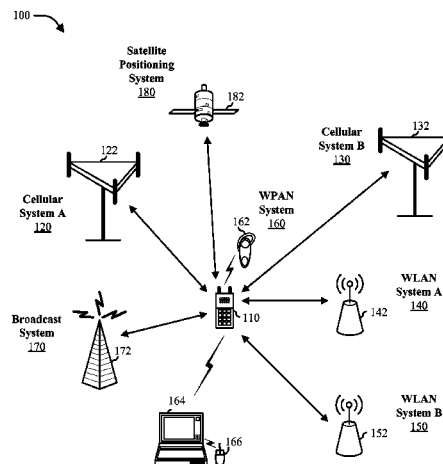 100
Satellite
Positioning
System
180
182
122
Cellular
System A
120
132
Cellular
System B
130
WPAN
System
160
162
110
WLAN
System A
140
142
Broadcast
System
170
172
164
166
WLAN
System B
150
152